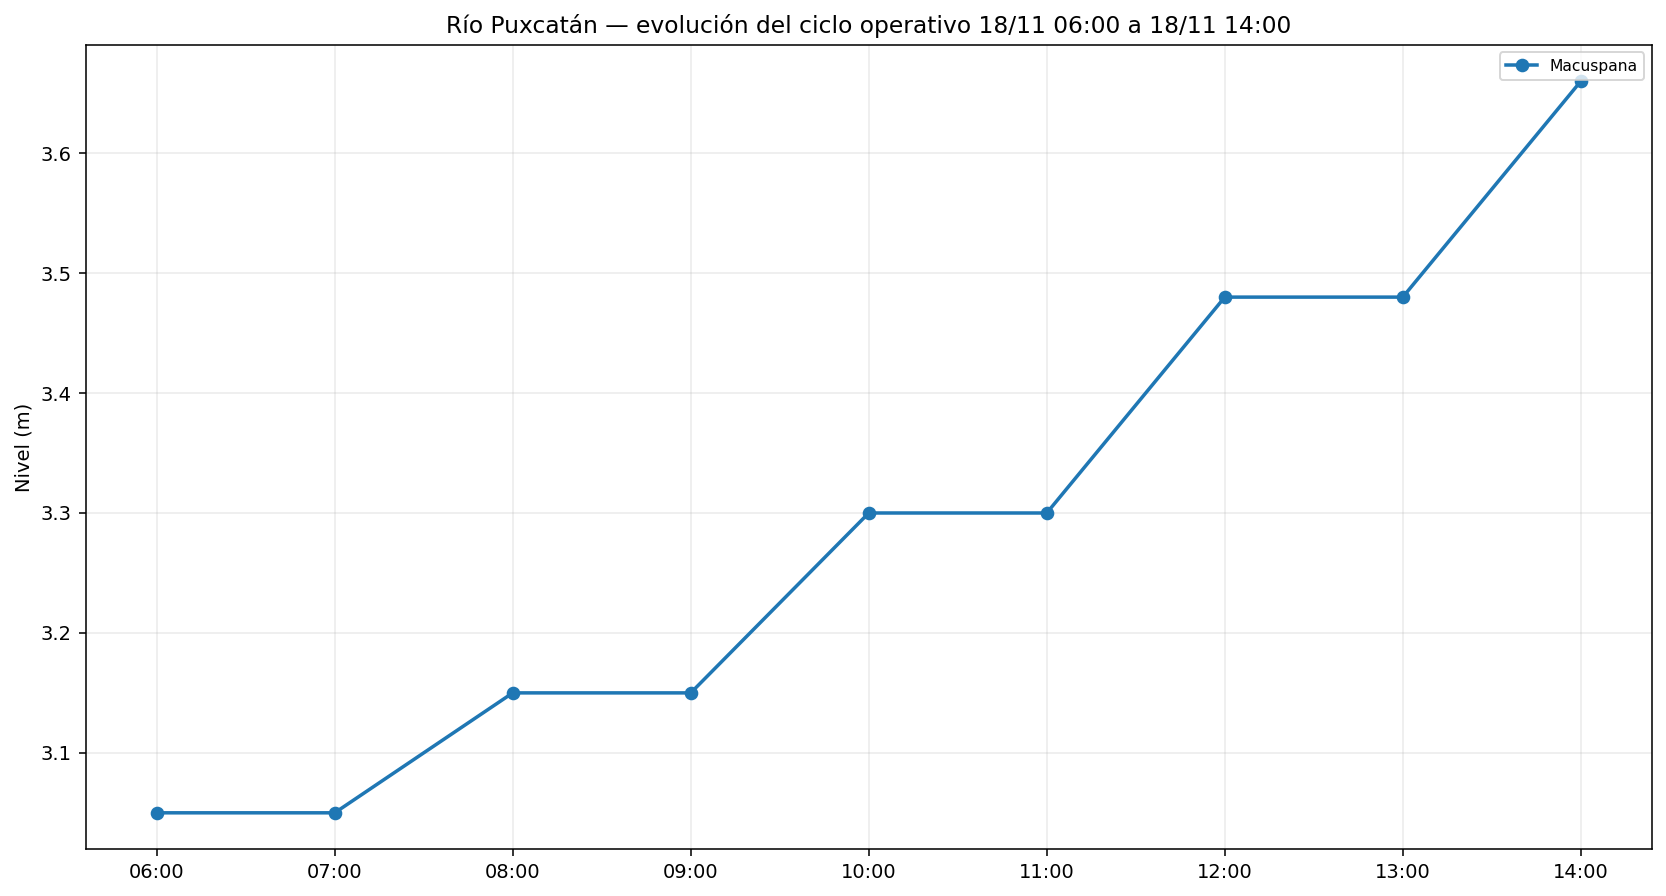 Río Puxcatán — evolución del ciclo operativo 18/11 06:00 a 18/11 14:00
Macuspana
Nivel (m)
3.6
3.5
3.4
3.3
3.2
3.1
06:00 07:00 08:00 09:00 10:00 11:00 12:00 13:00 14:00